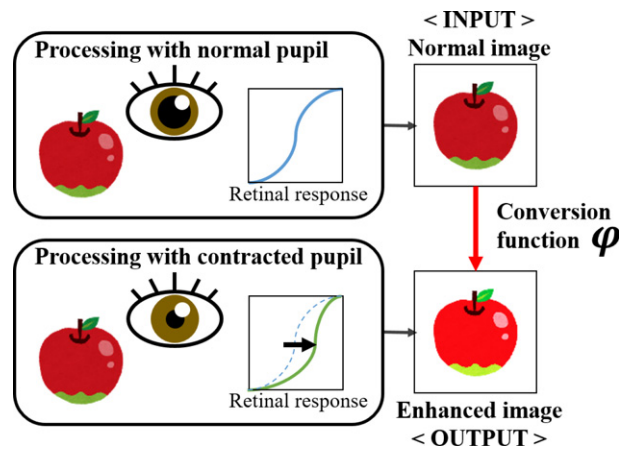 Processing with normal pupil
Retinal response
< INPUT >
Normal image
Conversion
function φ
Processing with contracted pupil
Retinal response
Enhanced image
< OUTPUT >